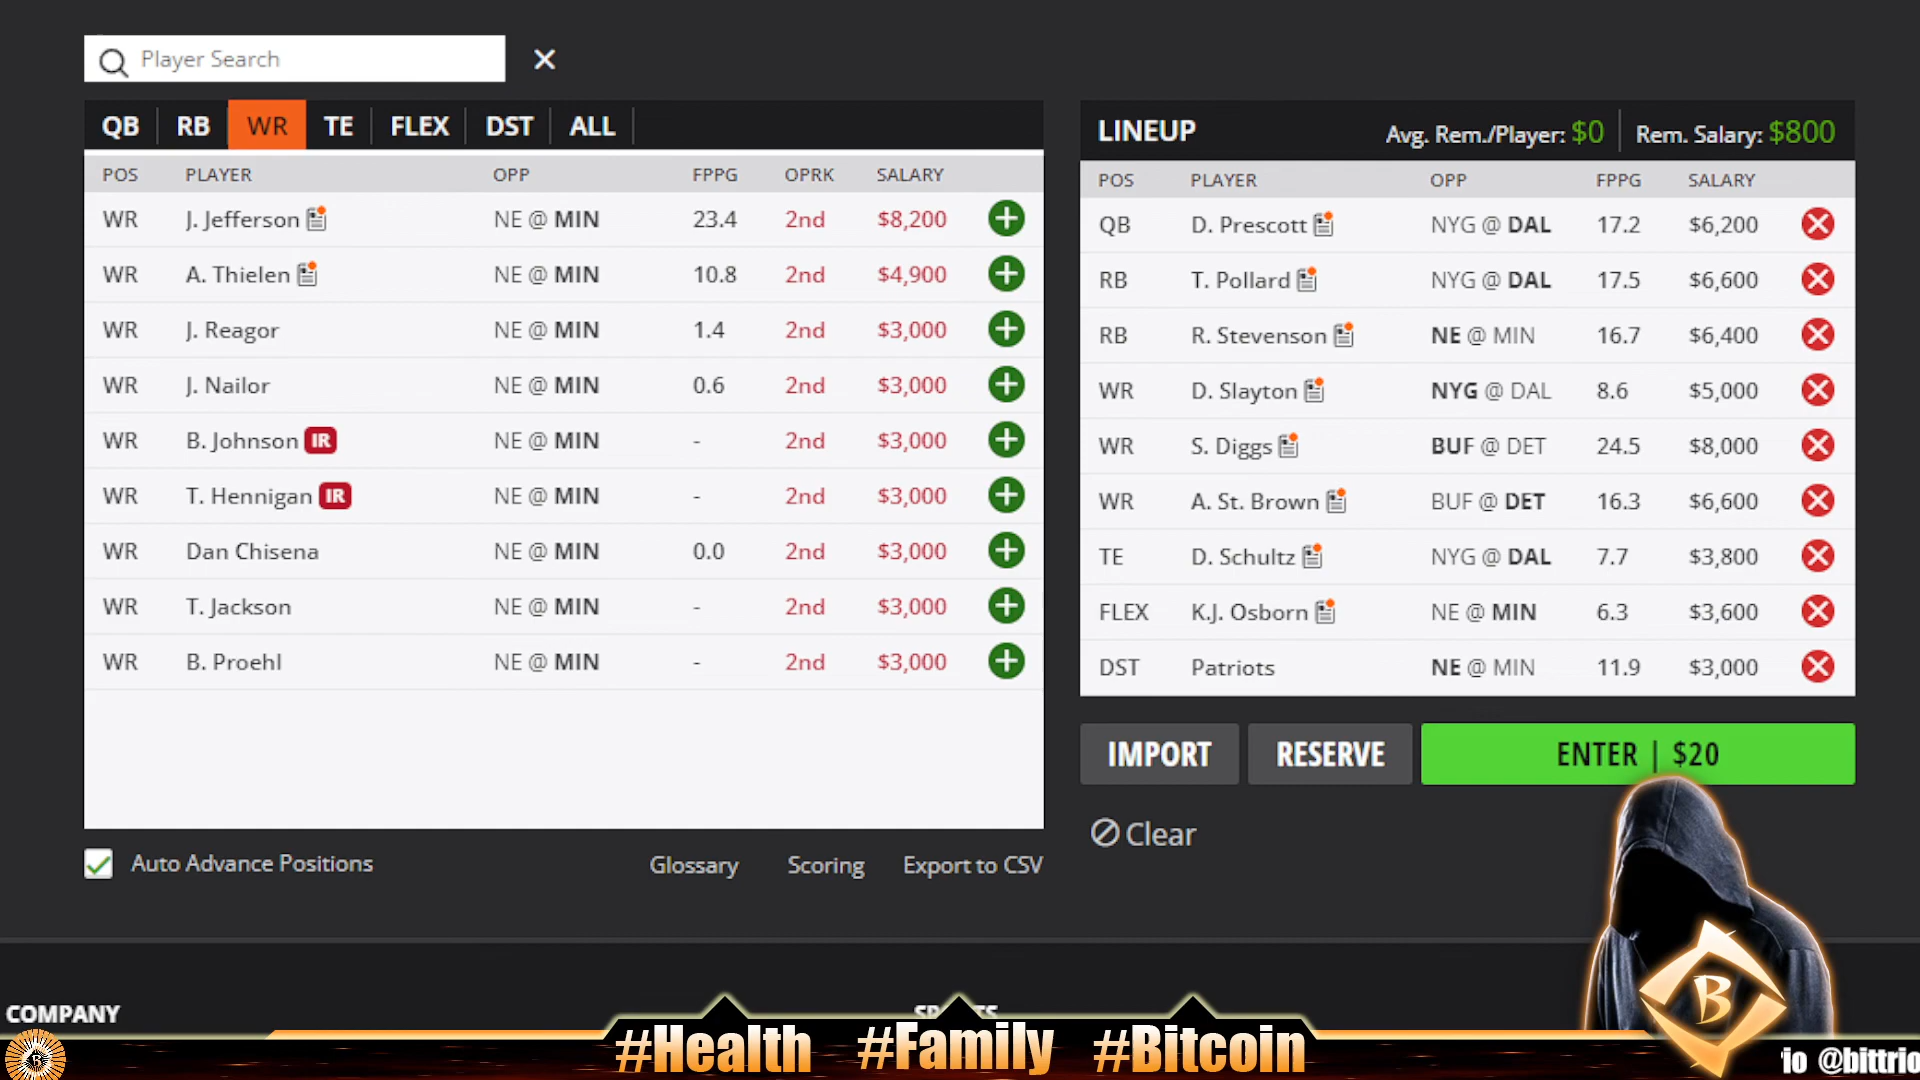 Player Search
QB RB WR TE FLEX DST ALL
POS PLAYER OPP FPPG OPRK SALARY
WR J. Jefferson NE @ MIN 23.4 2nd $8,200
WR A. Thielen NE @ MIN 10.8 2nd $4,900
WR J. Reagor NE @ MIN 1.4 2nd $3,000
WR J. Nailor NE @ MIN 0.6 2nd $3,000
WR B. Johnson IR NE @ MIN - 2nd $3,000
WR T. Hennigan IR NE @ MIN - 2nd $3,000
WR Dan Chisena NE @ MIN 0.0 2nd $3,000
WR T. Jackson NE @ MIN - 2nd $3,000
WR B. Proehl NE @ MIN - 2nd $3,000
Auto Advance Positions Glossary Scoring Export to CSV
LINEUP Avg. Rem./Player: $0 Rem. Salary: $800
POS PLAYER OPP FPPG SALARY
QB D. Prescott NYG @ DAL 17.2 $6,200
RB T. Pollard NYG @ DAL 17.5 $6,600
RB R. Stevenson NE @ MIN 16.7 $6,400
WR D. Slayton NYG @ DAL 8.6 $5,000
WR S. Diggs BUF @ DET 24.5 $8,000
WR A. St. Brown BUF @ DET 16.3 $6,600
TE D. Schultz NYG @ DAL 7.7 $3,800
FLEX K.J. Osborn NE @ MIN 6.3 $3,600
DST Patriots NE @ MIN 11.9 $3,000
IMPORT RESERVE ENTER | $20
Clear
COMPANY
#Health #Family #Bitcoin
B
io @bittrio